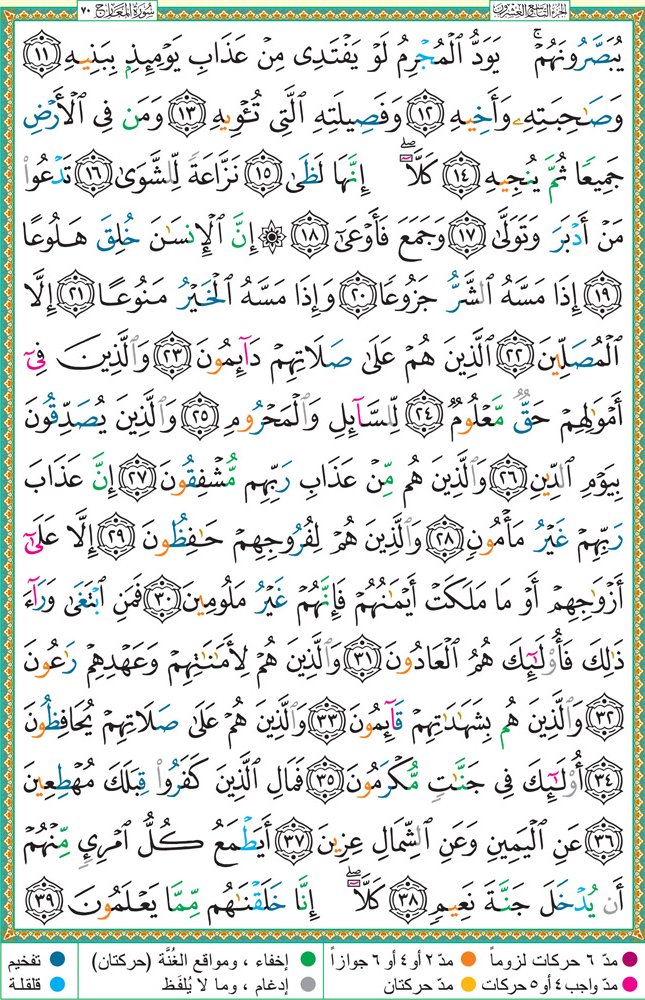 الجزء التاسع والعشرون
سورة المعارج ٧٠
يُبَصَّرُونَهُمْ ۚ يَوَدُّ ٱلْمُجْرِمُ لَوْ يَفْتَدِى مِنْ عَذَابِ يَوْمِئِذٍۭ بِبَنِيهِ ١١
وَصَـٰحِبَتِهِۦ وَأَخِيهِ ١٢ وَفَصِيلَتِهِ ٱلَّتِى تُـْٔوِيهِ ١٣ وَمَن فِى ٱلْأَرْضِ
جَمِيعًا ثُمَّ يُنجِيهِ ١٤ كَلَّآ ۖ إِنَّهَا لَظَىٰ ١٥ نَزَّاعَةً لِّلشَّوَىٰ ١٦ تَدْعُوا۟
مَنْ أَدْبَرَ وَتَوَلَّىٰ ١٧ وَجَمَعَ فَأَوْعَىٰٓ ١٨ ۞ إِنَّ ٱلْإِنسَـٰنَ خُلِقَ هَلُوعًا
١٩ إِذَا مَسَّهُ ٱلشَّرُّ جَزُوعًا ٢٠ وَإِذَا مَسَّهُ ٱلْخَيْرُ مَنُوعًا ٢١ إِلَّا
ٱلْمُصَلِّينَ ٢٢ ٱلَّذِينَ هُمْ عَلَىٰ صَلَاتِهِمْ دَآئِمُونَ ٢٣ وَٱلَّذِينَ فِىٓ
أَمْوَٰلِهِمْ حَقٌّ مَّعْلُومٌ ٢٤ لِّلسَّآئِلِ وَٱلْمَحْرُومِ ٢٥ وَٱلَّذِينَ يُصَدِّقُونَ
بِيَوْمِ ٱلدِّينِ ٢٦ وَٱلَّذِينَ هُم مِّنْ عَذَابِ رَبِّهِم مُّشْفِقُونَ ٢٧ إِنَّ عَذَابَ
رَبِّهِمْ غَيْرُ مَأْمُونٍ ٢٨ وَٱلَّذِينَ هُمْ لِفُرُوجِهِمْ حَـٰفِظُونَ ٢٩ إِلَّا عَلَىٰٓ
أَزْوَٰجِهِمْ أَوْ مَا مَلَكَتْ أَيْمَـٰنُهُمْ فَإِنَّهُمْ غَيْرُ مَلُومِينَ ٣٠ فَمَنِ ٱبْتَغَىٰ وَرَآءَ
ذَٰلِكَ فَأُو۟لَـٰٓئِكَ هُمُ ٱلْعَادُونَ ٣١ وَٱلَّذِينَ هُمْ لِأَمَـٰنَـٰتِهِمْ وَعَهْدِهِمْ رَٰعُونَ
٣٢ وَٱلَّذِينَ هُم بِشَهَـٰدَٰتِهِمْ قَآئِمُونَ ٣٣ وَٱلَّذِينَ هُمْ عَلَىٰ صَلَاتِهِمْ يُحَافِظُونَ
٣٤ أُو۟لَـٰٓئِكَ فِى جَنَّـٰتٍ مُّكْرَمُونَ ٣٥ فَمَالِ ٱلَّذِينَ كَفَرُوا۟ قِبَلَكَ مُهْطِعِينَ
٣٦ عَنِ ٱلْيَمِينِ وَعَنِ ٱلشِّمَالِ عِزِينَ ٣٧ أَيَطْمَعُ كُلُّ ٱمْرِئٍ مِّنْهُمْ
أَن يُدْخَلَ جَنَّةَ نَعِيمٍ ٣٨ كَلَّآ ۖ إِنَّا خَلَقْنَـٰهُم مِّمَّا يَعْلَمُونَ ٣٩
مدّ ٦ حركات لزوماً مدّ ٢ أو ٤ أو ٦ جوازاً إخفاء ، ومواقع الغُنَّة (حركتان) تفخيم
مدّ واجب ٤ أو ٥ حركات مدّ حركتان إدغام ، وما لا يُلفَظ قلقلة